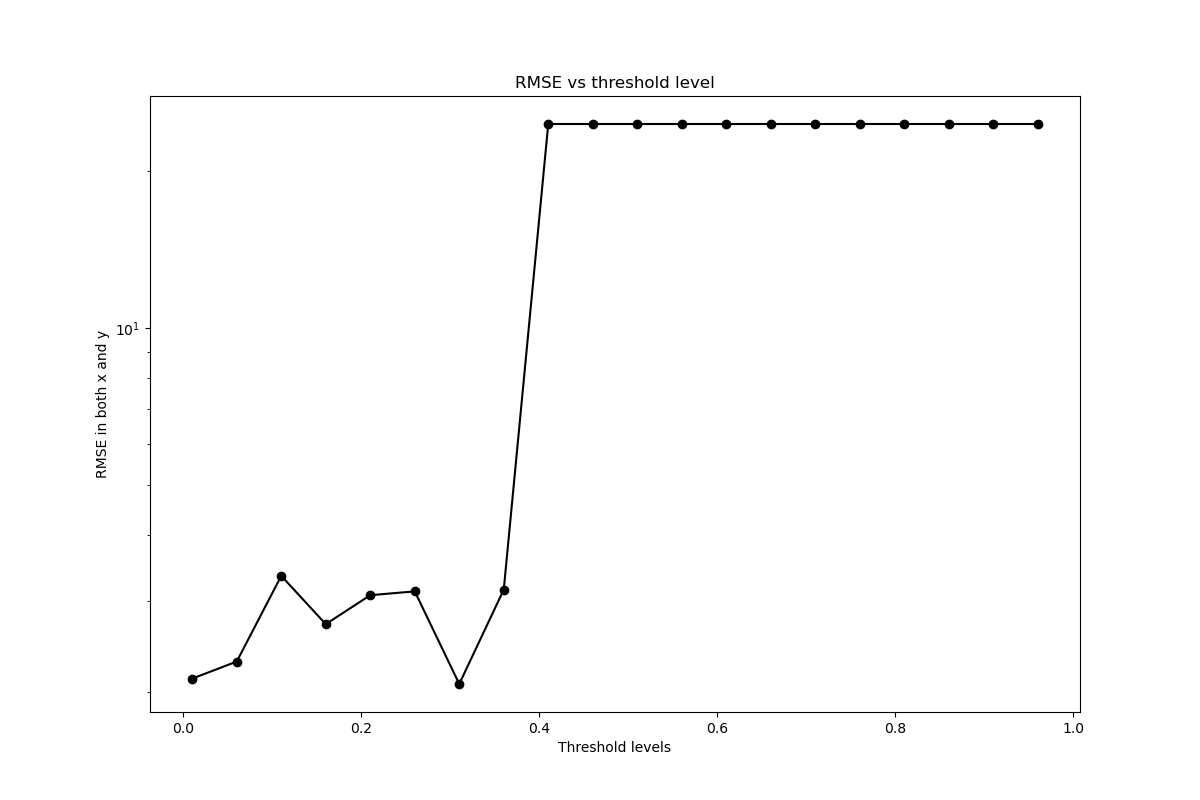 RMSE vs threshold level
RMSE in both x and y
10¹
0.0 0.2 0.4 0.6 0.8 1.0
Threshold levels